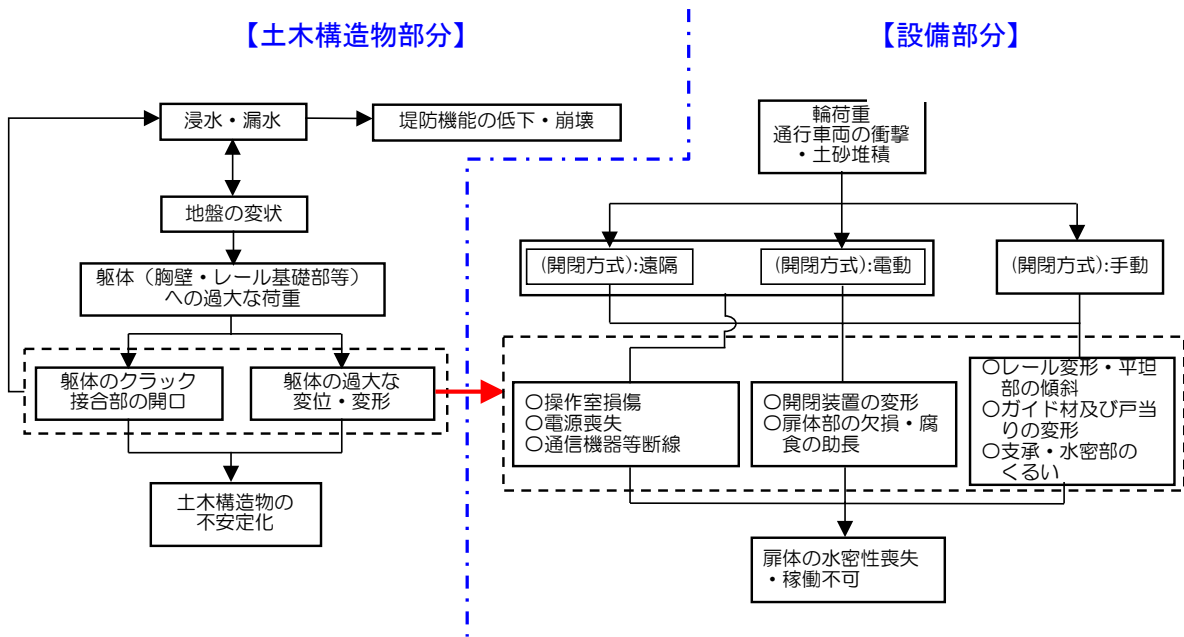 【土木構造物部分】
【設備部分】
浸水・漏水
堤防機能の低下・崩壊
地盤の変状
躯体（胸壁・レール基礎部等）
への過大な荷重
躯体のクラック
接合部の開口
躯体の過大な
変位・変形
土木構造物の
不安定化
輪荷重
通行車両の衝撃
・土砂堆積
(開閉方式):遠隔
(開閉方式):電動
(開閉方式):手動
○操作室損傷
○電源喪失
○通信機器等断線
○開閉装置の変形
○扉体部の欠損・腐
食の助長
○レール変形・平坦
部の傾斜
○ガイド材及び戸当
りの変形
○支承・水密部の
くるい
扉体の水密性喪失
・稼働不可